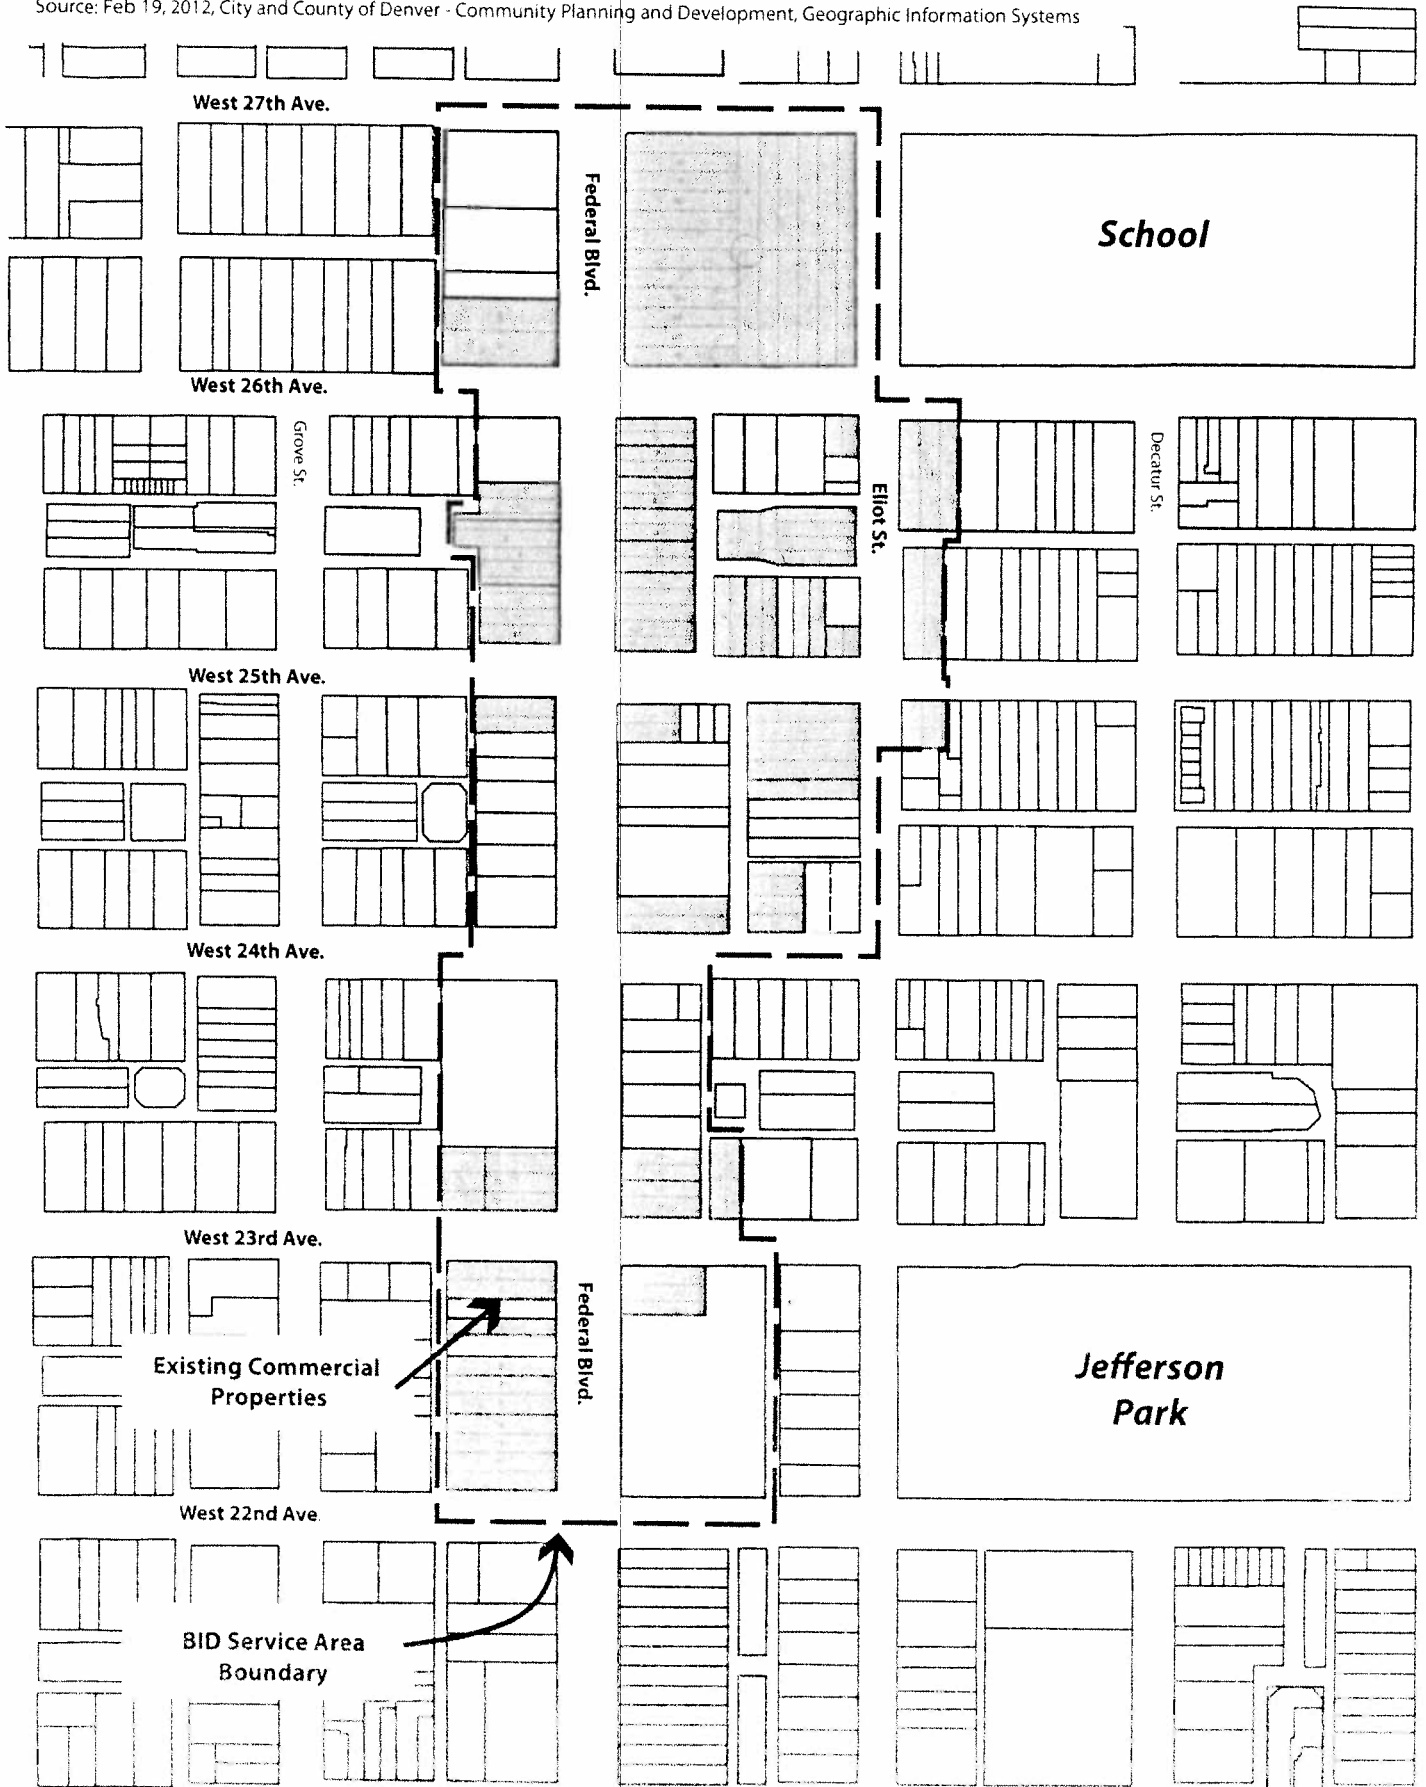 Source: Feb 19, 2012, City and County of Denver - Community Planning and Development, Geographic Information Systems
West 27th Ave.
Federal Blvd.
School
West 26th Ave.
Grove St.
Eliot St.
Decatur St.
West 25th Ave.
West 24th Ave.
West 23rd Ave.
Federal Blvd.
Existing Commercial
Properties
Jefferson
Park
West 22nd Ave.
BID Service Area
Boundary